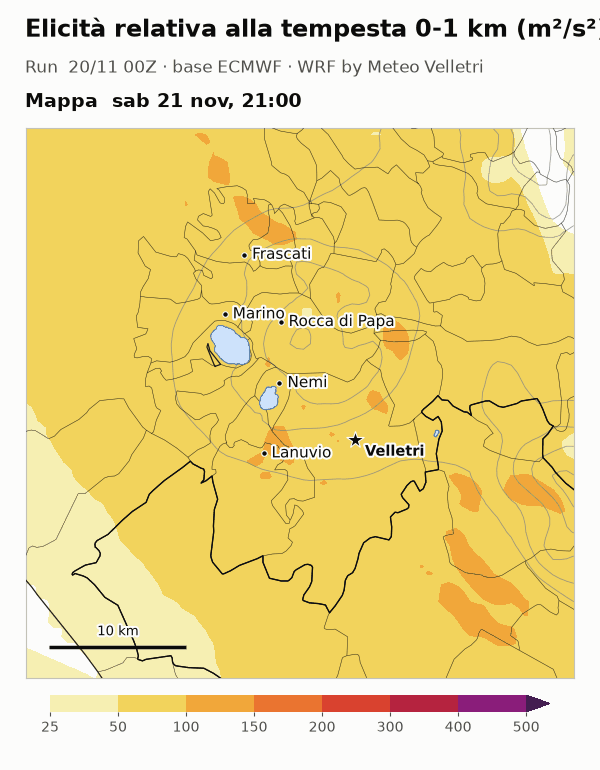 Elicità relativa alla tempesta 0-1 km (m²/s²)
Run  20/11 00Z · base ECMWF · WRF by Meteo Velletri
Mappa  sab 21 nov, 21:00
Frascati
Marino
Rocca di Papa
Nemi
Velletri
Lanuvio
10 km
25 50 100 150 200 300 400 500